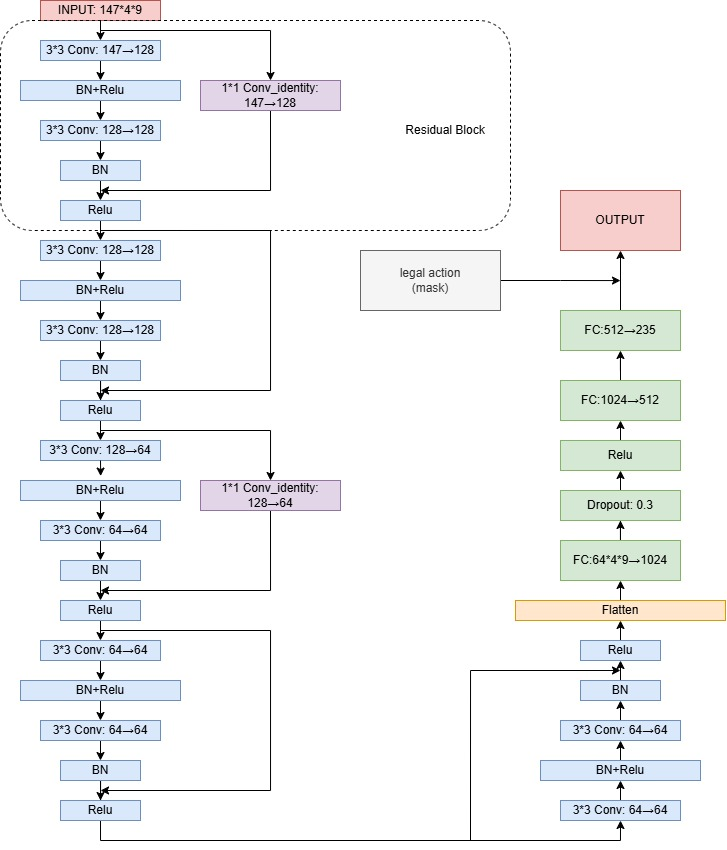 INPUT: 147*4*9
3*3 Conv: 147→128
BN+Relu
1*1 Conv_identity:
147→128
3*3 Conv: 128→128
Residual Block
BN
Relu
3*3 Conv: 128→128
BN+Relu
3*3 Conv: 128→128
BN
Relu
3*3 Conv: 128→64
BN+Relu
1*1 Conv_identity:
128→64
3*3 Conv: 64→64
BN
Relu
3*3 Conv: 64→64
BN+Relu
3*3 Conv: 64→64
BN
Relu
3*3 Conv: 64→64
BN+Relu
3*3 Conv: 64→64
BN
Relu
Flatten
FC:64*4*9→1024
Dropout: 0.3
Relu
FC:1024→512
FC:512→235
legal action
(mask)
OUTPUT